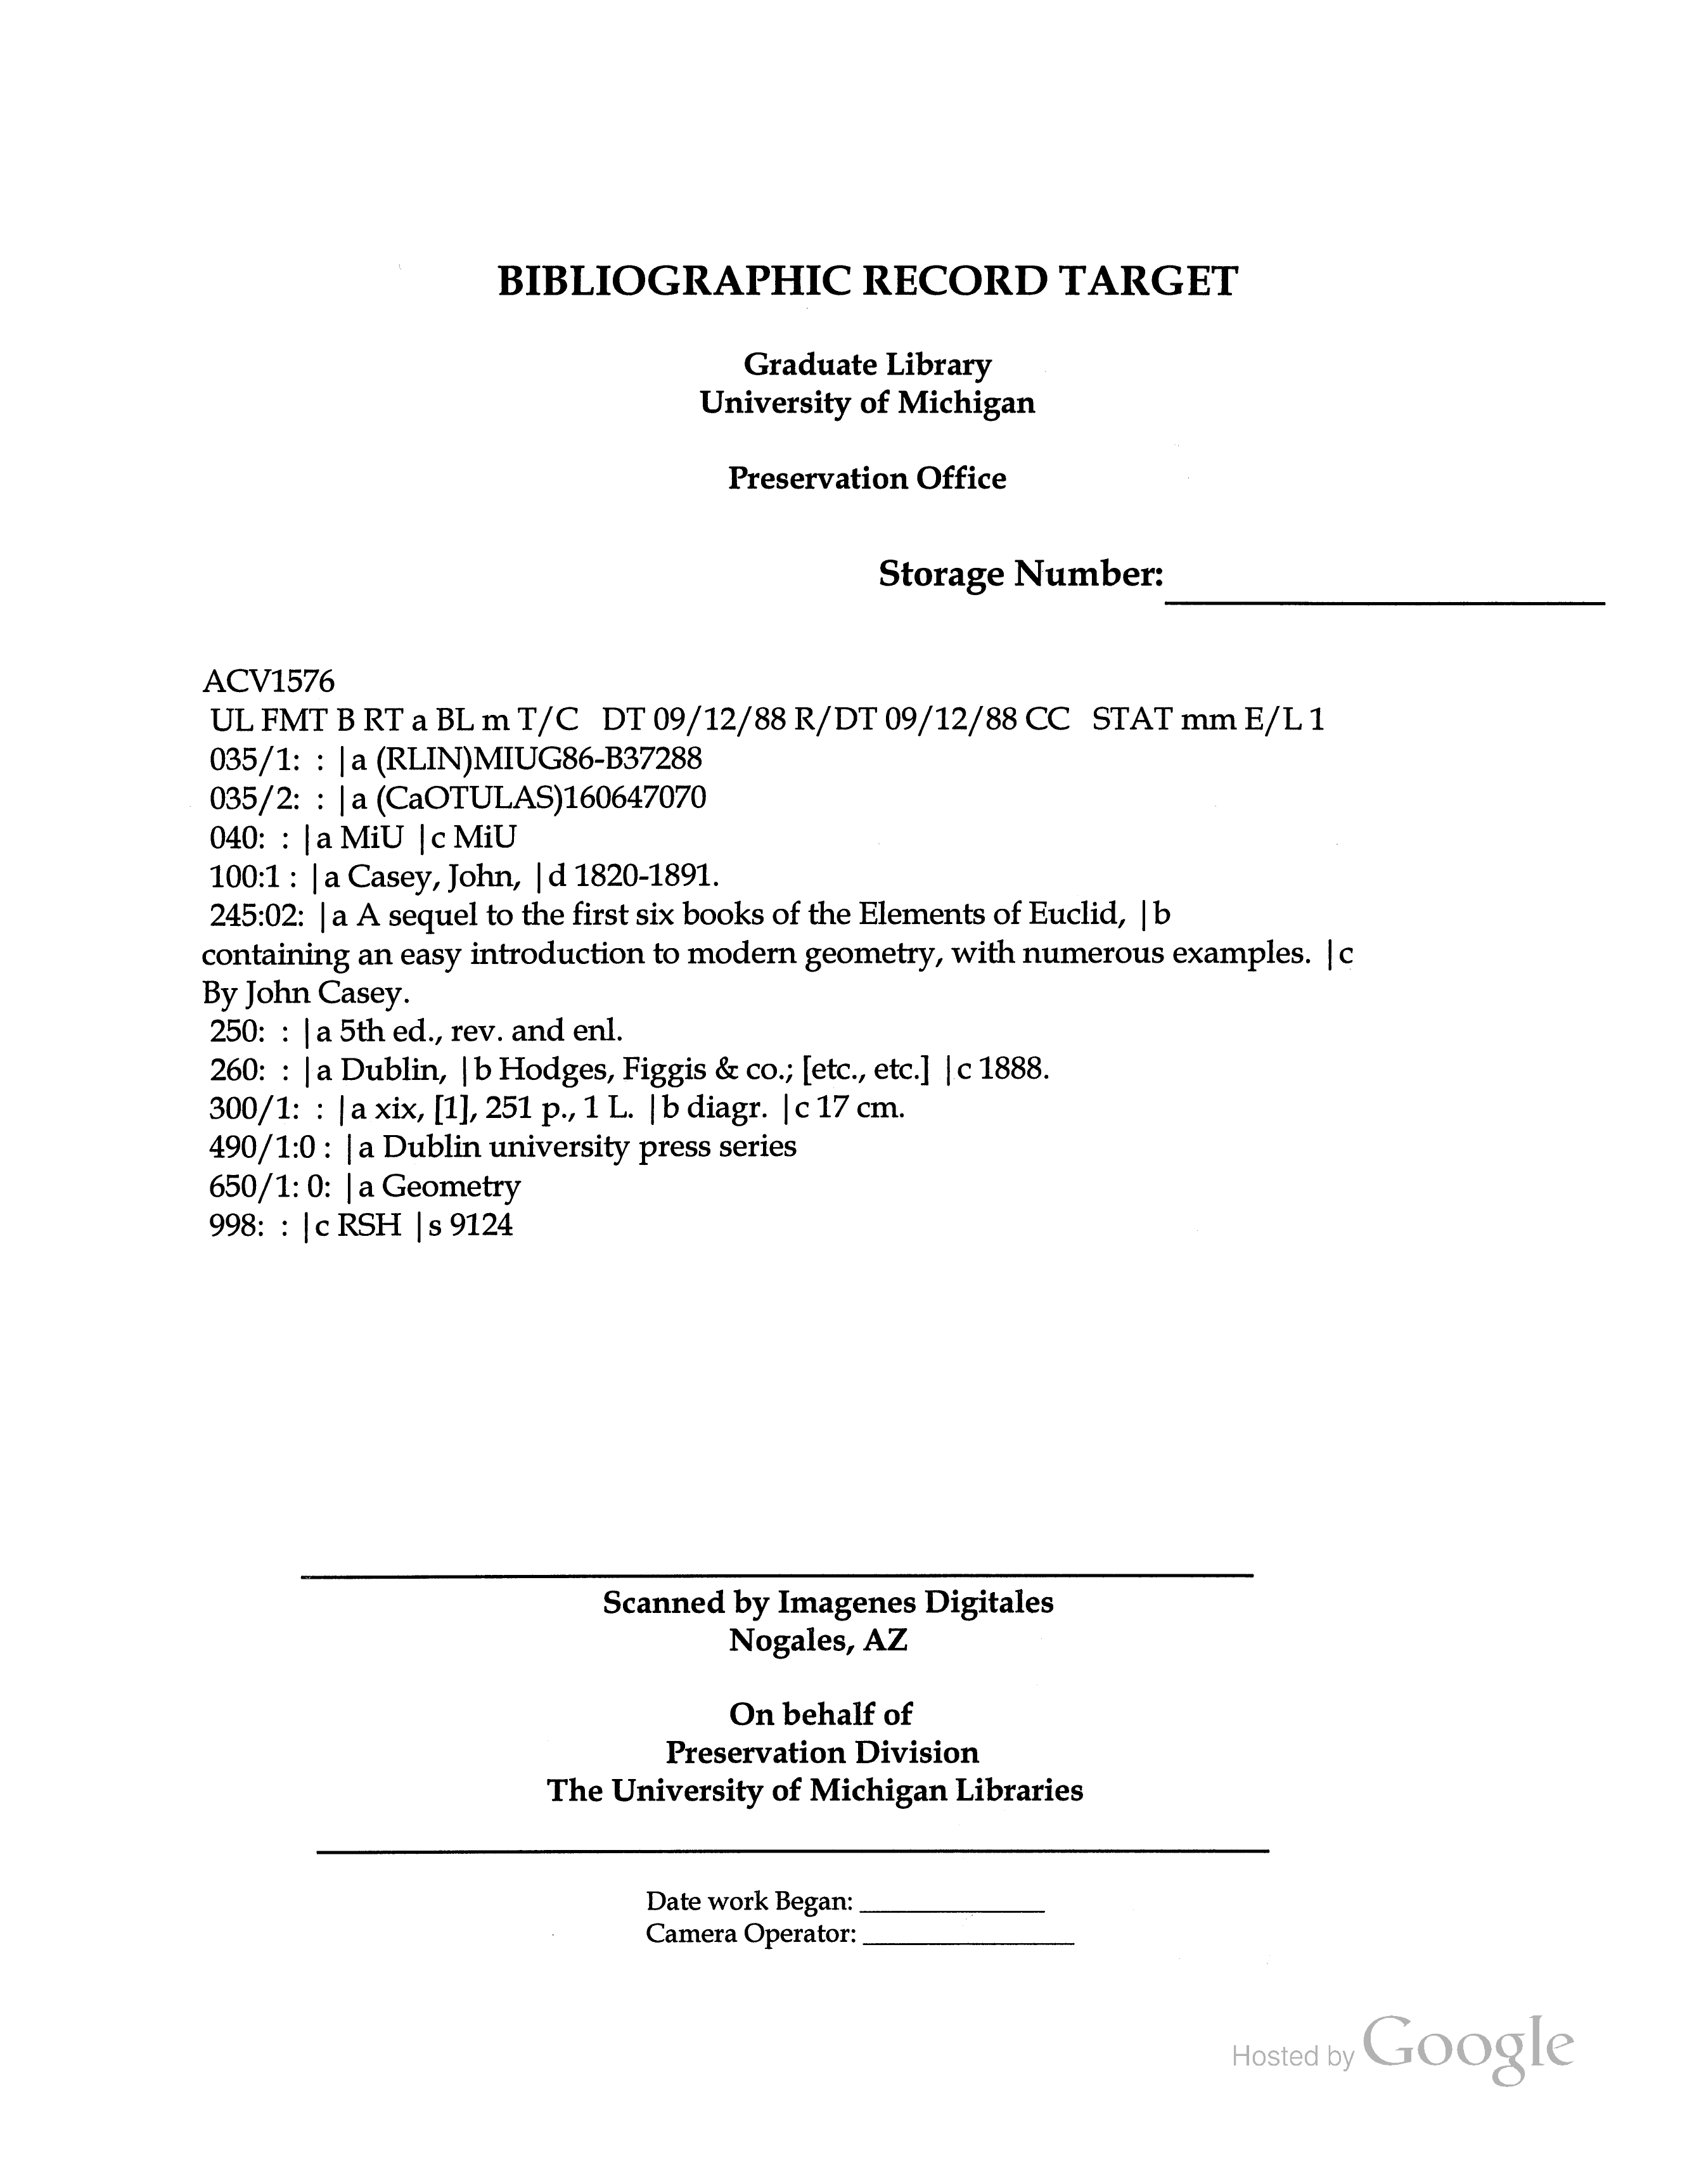 BIBLIOGRAPHIC RECORD TARGET
Graduate Library
University of Michigan
Preservation Office
Storage Number:
ACV1576
UL FMT B RT a BL m T/C DT 09/12/88 R/DT 09/12/88 CC STAT mm E/L 1
035/1: : |a (RLIN)MIUG86-B37288
035/2: : |a (CaOTULAS)160647070
040: : |a MiU |c MiU
100:1 : |a Casey, John, |d 1820-1891.
245:02: |a A sequel to the first six books of the Elements of Euclid, |b
containing an easy introduction to modern geometry, with numerous examples. |c
By John Casey.
250: : |a 5th ed., rev. and enl.
260: : |a Dublin, |b Hodges, Figgis & co.; [etc., etc.] |c 1888.
300/1: : |a xix, [1], 251 p., 1 L. |b diagr. |c 17 cm.
490/1:0 : |a Dublin university press series
650/1: 0: |a Geometry
998: : |c RSH |s 9124
Scanned by Imagenes Digitales
Nogales, AZ
On behalf of
Preservation Division
The University of Michigan Libraries
Date work Began:
Camera Operator:
Hosted by Google